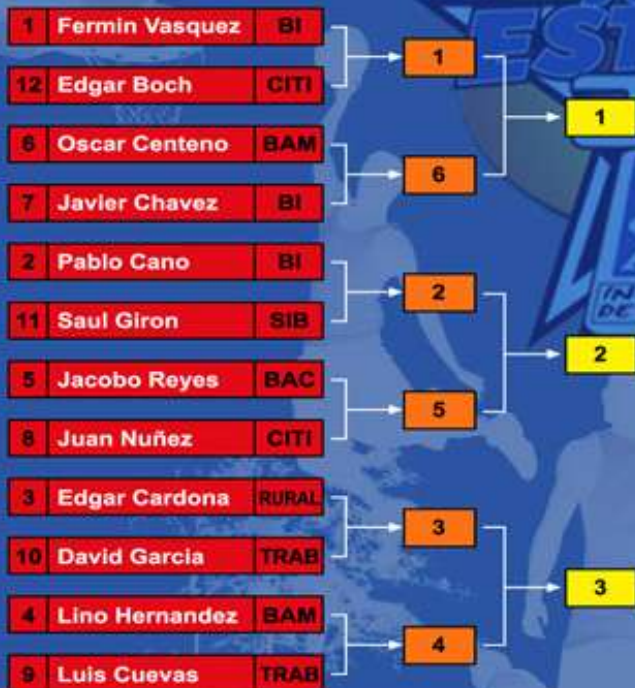 1 Fermin Vasquez BI
12 Edgar Boch CITI
1
6 Oscar Centeno BAM
7 Javier Chavez BI
6
1
2 Pablo Cano BI
11 Saul Giron SIB
2
5 Jacobo Reyes BAC
8 Juan Nuñez CITI
5
2
3 Edgar Cardona RURAL
10 David Garcia TRAB
3
4 Lino Hernandez BAM
9 Luis Cuevas TRAB
4
3
EST
IN
DE